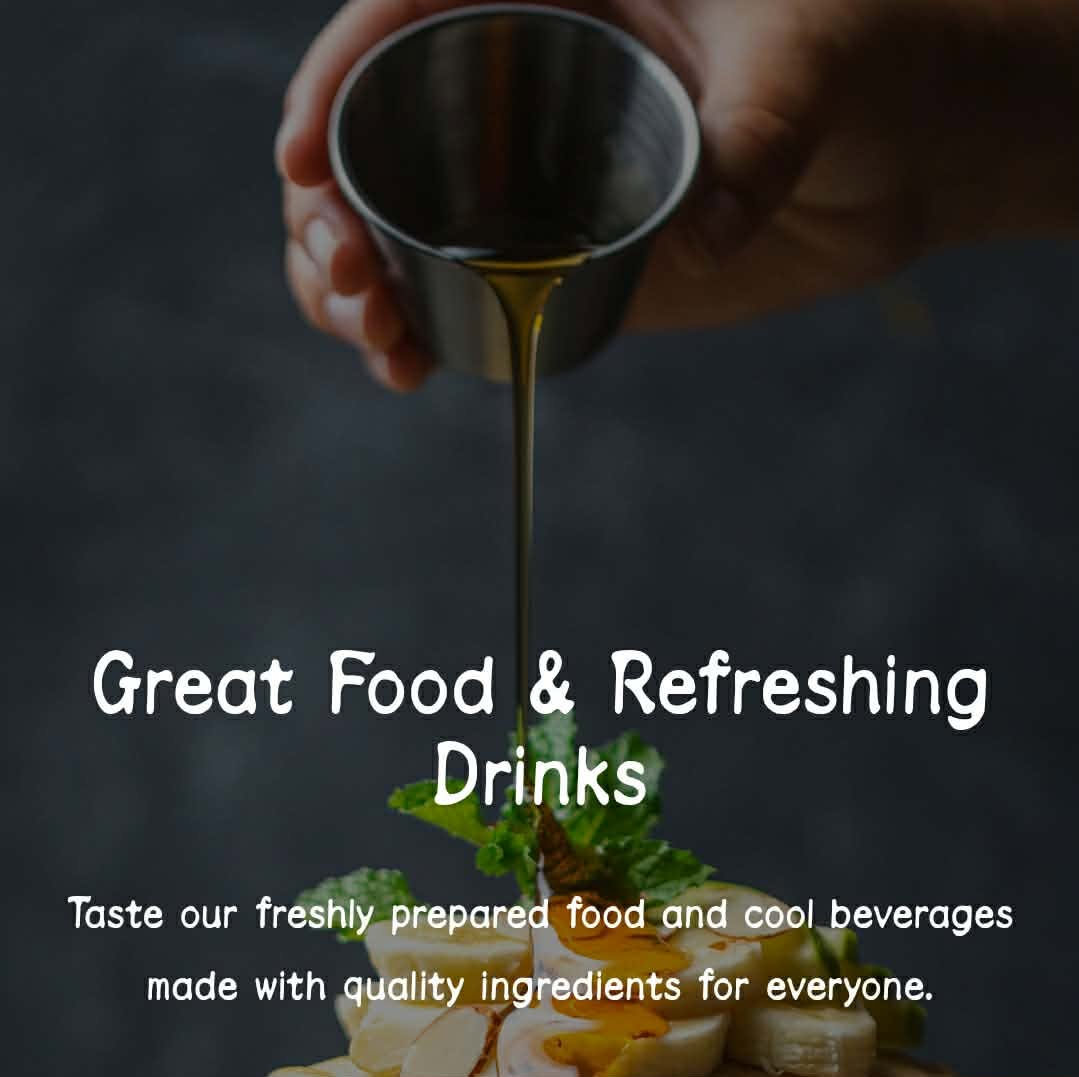 Great Food & Refreshing
Drinks
Taste our freshly prepared food and cool beverages
made with quality ingredients for everyone.